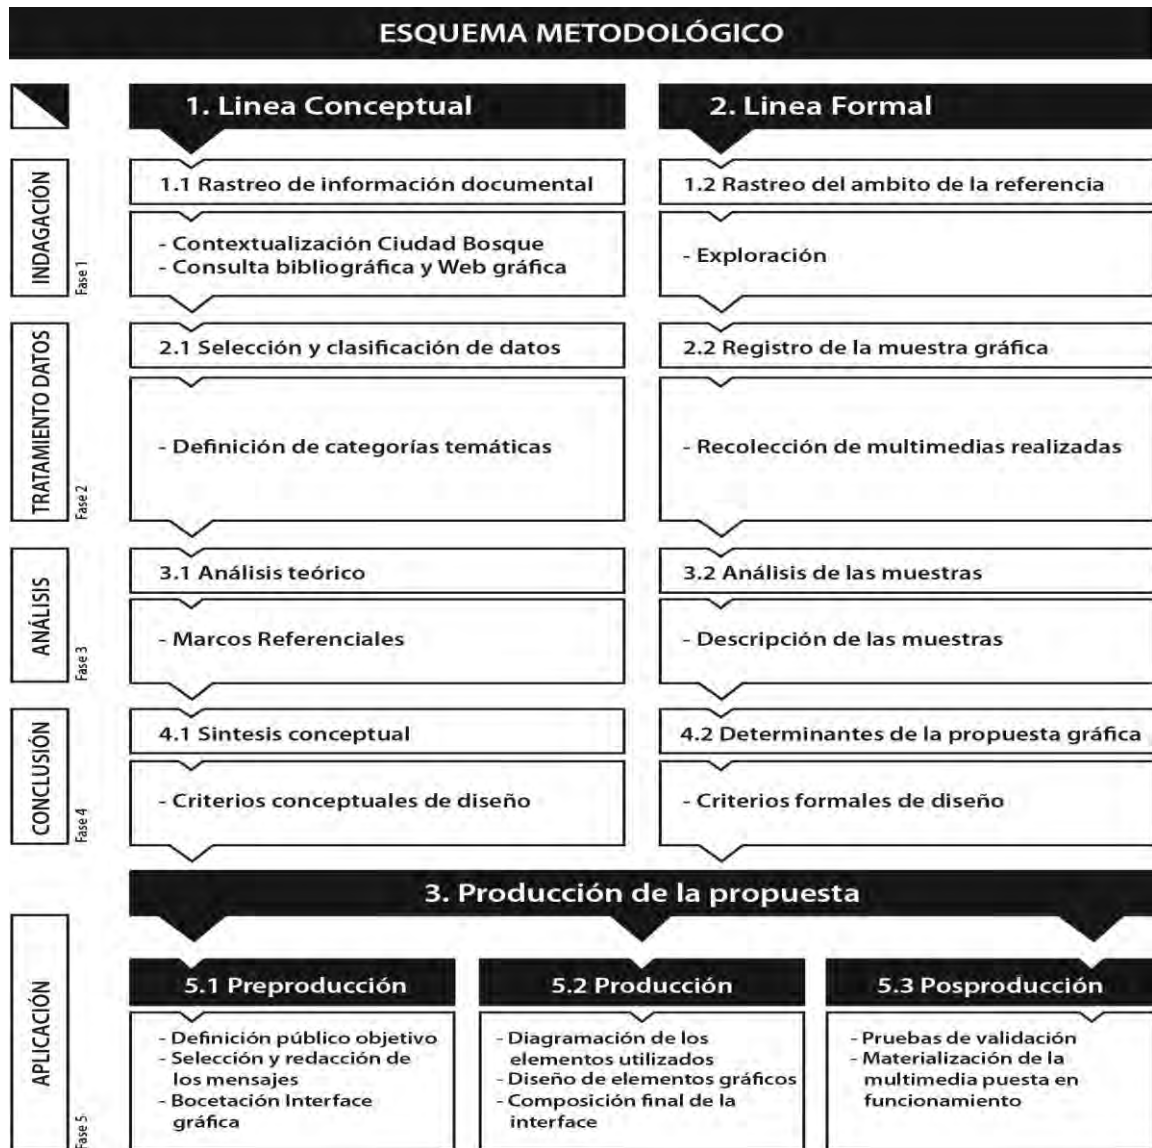 ESQUEMA METODOLÓGICO
1. Linea Conceptual
2. Linea Formal
INDAGACIÓN
Fase 1
1.1 Rastreo de información documental
- Contextualización Ciudad Bosque
- Consulta bibliográfica y Web gráfica
1.2 Rastreo del ambito de la referencia
- Exploración
TRATAMIENTO DATOS
Fase 2
2.1 Selección y clasificación de datos
- Definición de categorías temáticas
2.2 Registro de la muestra gráfica
- Recolección de multimedias realizadas
ANÁLISIS
Fase 3
3.1 Análisis teórico
- Marcos Referenciales
3.2 Análisis de las muestras
- Descripción de las muestras
CONCLUSIÓN
Fase 4
4.1 Sintesis conceptual
- Criterios conceptuales de diseño
4.2 Determinantes de la propuesta gráfica
- Criterios formales de diseño
3. Producción de la propuesta
APLICACIÓN
Fase 5
5.1 Preproducción
- Definición público objetivo
- Selección y redacción de
los mensajes
- Bocetación Interface
gráfica
5.2 Producción
- Diagramación de los
elementos utilizados
- Diseño de elementos gráficos
- Composición final de la
interface
5.3 Posproducción
- Pruebas de validación
- Materialización de la
multimedia puesta en
funcionamiento